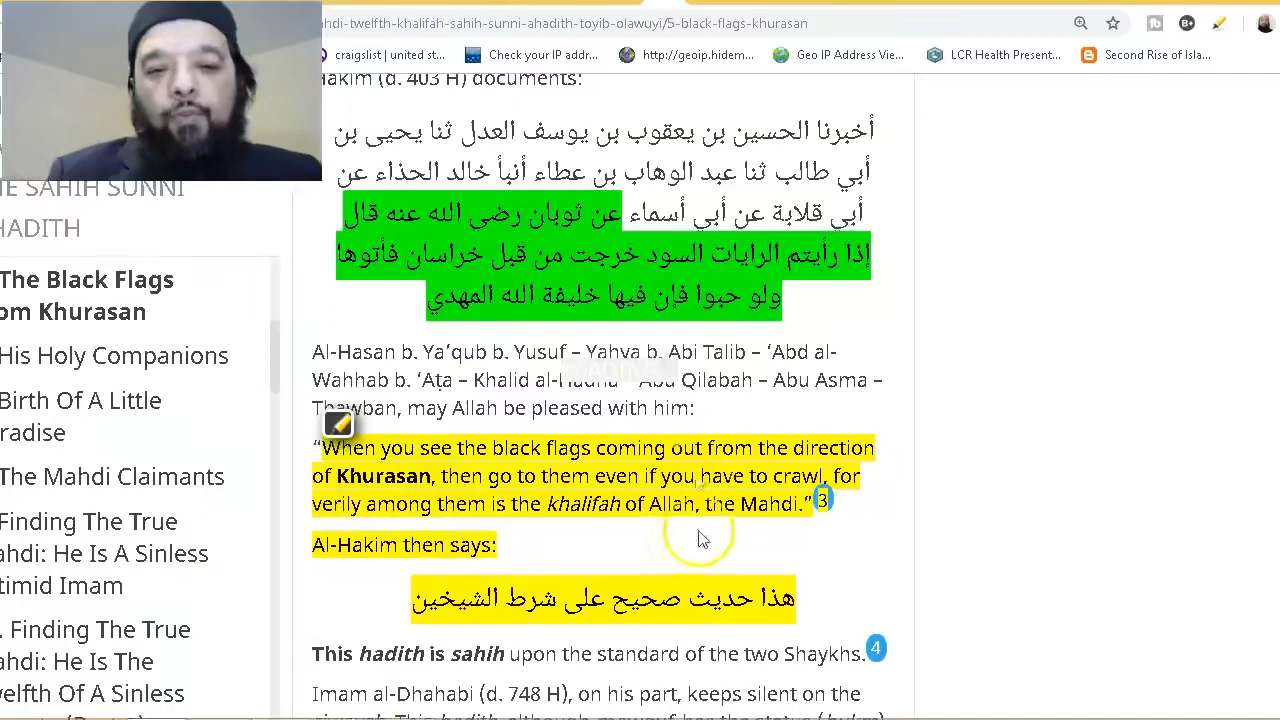 mahdi-twelfth-khalifah-sahih-sunni-ahadith-toyib-olawuyi/5-black-flags-khurasan
craigslist | united st...
Check your IP addr...
http://geoip.hidem...
Geo IP Address Vie...
LCR Health Present...
Second Rise of Isla...
THE SAHIH SUNNI
HADITH
The Black Flags
om Khurasan
His Holy Companions
Birth Of A Little
radise
The Mahdi Claimants
Finding The True
ahdi: He Is A Sinless
timid Imam
. Finding The True
ahdi: He Is The
welfth Of A Sinless
Hakim (d. 403 H) documents:
أخبرنا الحسين بن يعقوب بن يوسف العدل ثنا يحيى بن
أبي طالب ثنا عبد الوهاب بن عطاء أنبأ خالد الحذاء عن
أبي قلابة عن أبي أسماء عن ثوبان رضى الله عنه قال
إذا رأيتم الرايات السود خرجت من قبل خراسان فأتوها
ولو حبوا فإن فيها خليفة الله المهدي
Al-Hasan b. Ya‘qub b. Yusuf – Yahya b. Abi Talib – ‘Abd al-
Wahhab b. ‘Aṭa – Khalid al-Hadha – Abu Qilabah – Abu Asma –
Thawban, may Allah be pleased with him:
“When you see the black flags coming out from the direction
of Khurasan, then go to them even if you have to crawl, for
verily among them is the khalifah of Allah, the Mahdi.” 3
Al-Hakim then says:
هذا حديث صحيح على شرط الشيخين
This hadith is sahih upon the standard of the two Shaykhs. 4
Imam al-Dhahabi (d. 748 H), on his part, keeps silent on the